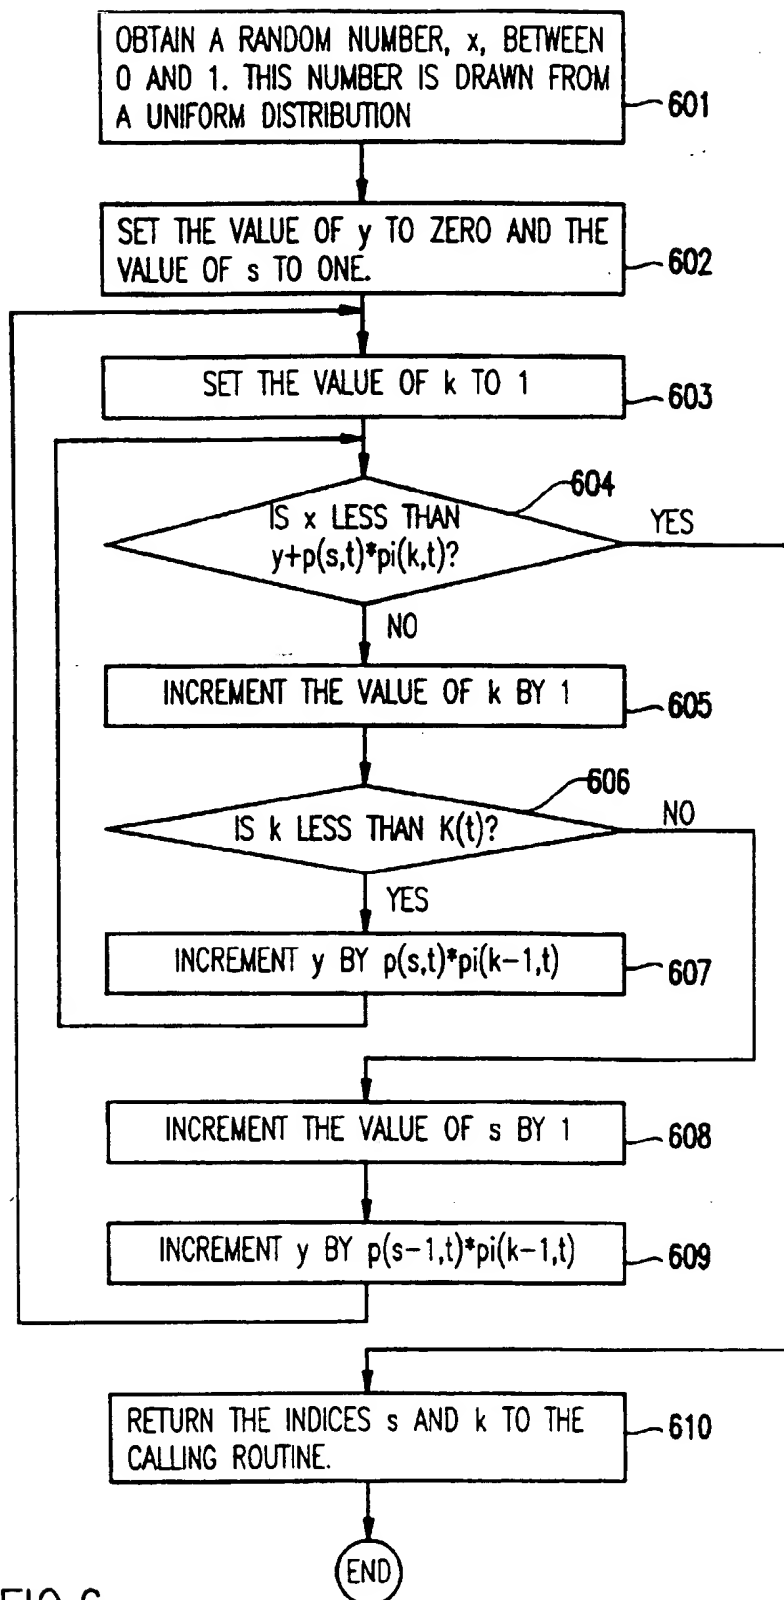 OBTAIN A RANDOM NUMBER, x, BETWEEN
0 AND 1. THIS NUMBER IS DRAWN FROM
A UNIFORM DISTRIBUTION
601
SET THE VALUE OF y TO ZERO AND THE
VALUE OF s TO ONE.
602
SET THE VALUE OF k TO 1
603
604
IS x LESS THAN
y+p(s,t)*pi(k,t)?
YES
NO
INCREMENT THE VALUE OF k BY 1
605
606
IS k LESS THAN K(t)?
NO
YES
INCREMENT y BY p(s,t)*pi(k-1,t)
607
INCREMENT THE VALUE OF s BY 1
608
INCREMENT y BY p(s-1,t)*pi(k-1,t)
609
RETURN THE INDICES s AND k TO THE
CALLING ROUTINE.
610
END
FIG.6